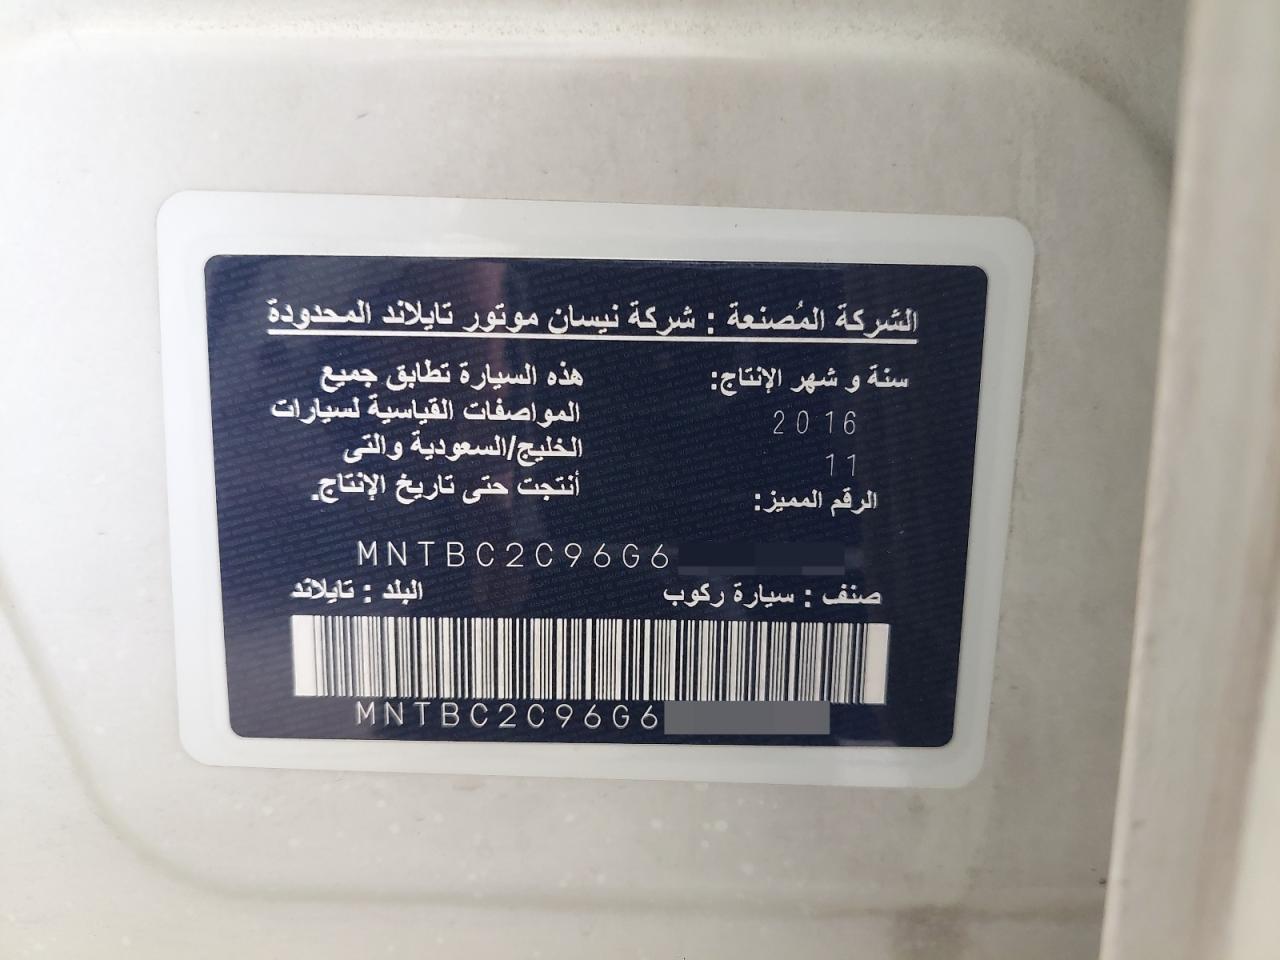 الشركة المُصنعة : شركة نيسان موتور تايلاند المحدودة
سنة و شهر الإنتاج:
2016
11
الرقم المميز:
هذه السيارة تطابق جميع
المواصفات القياسية لسيارات
الخليج/السعودية والتى
أنتجت حتى تاريخ الإنتاج.
MNTBC2C96G6
صنف : سيارة ركوب
البلد : تايلاند
MNTBC2C96G6